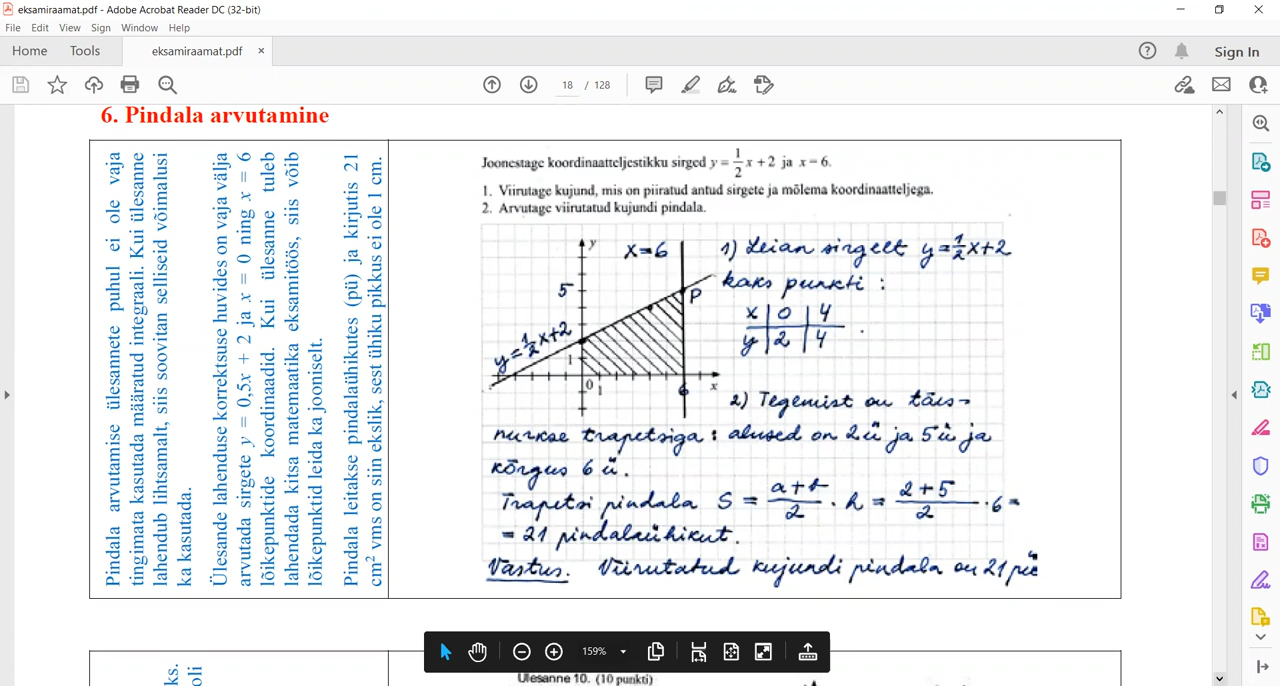 eksamiraamat.pdf - Adobe Acrobat Reader DC (32-bit)
File Edit View Sign Window Help
Home Tools eksamiraamat.pdf × Sign In
18 / 128
6. Pindala arvutamine
Pindala arvutamise ülesannete puhul ei ole vaja
tingimata kasutada määratud integraali. Kui ülesanne
lahendub lihtsamalt, siis soovitan selliseid võimalusi
ka kasutada.
Ülesande lahenduse korrektsuse huvides on vaja välja
arvutada sirgete y = 0,5x + 2 ja x = 0 ning x = 6
lõikepunktide koordinaadid. Kui ülesanne tuleb
lahendada kitsa matemaatika eksamitöös, siis võib
lõikepunktid leida ka jooniselt.
Pindala leitakse pindalaühikutes (pü) ja kirjutis 21
cm² vms on siin ekslik, sest ühiku pikkus ei ole 1 cm.
Joonestage koordinaatteljestikku sirged y = 1/2 x + 2 ja x = 6.
1. Viirutage kujund, mis on piiratud antud sirgete ja mõlema koordinaatteljega.
2. Arvutage viirutatud kujundi pindala.
y
x=6
5
P
y=1/2x+2
1
0
1
6
x
1) Leian sirgelt y=1/2x+2
kaks punkti :
x | 0 | 4
y | 2 | 4
2) Tegemist on täis-
nurkse trapetsiga : alused on 2ü ja 5ü ja
kõrgus 6 ü.
Trapetsi pindala S = a+b/2 · h = 2+5/2 · 6 =
= 21 pindalaühikut.
Vastus. Viirutatud kujundi pindala on 21 pü
159%
ks.
oli
Ülesanne 10. (10 punkti)